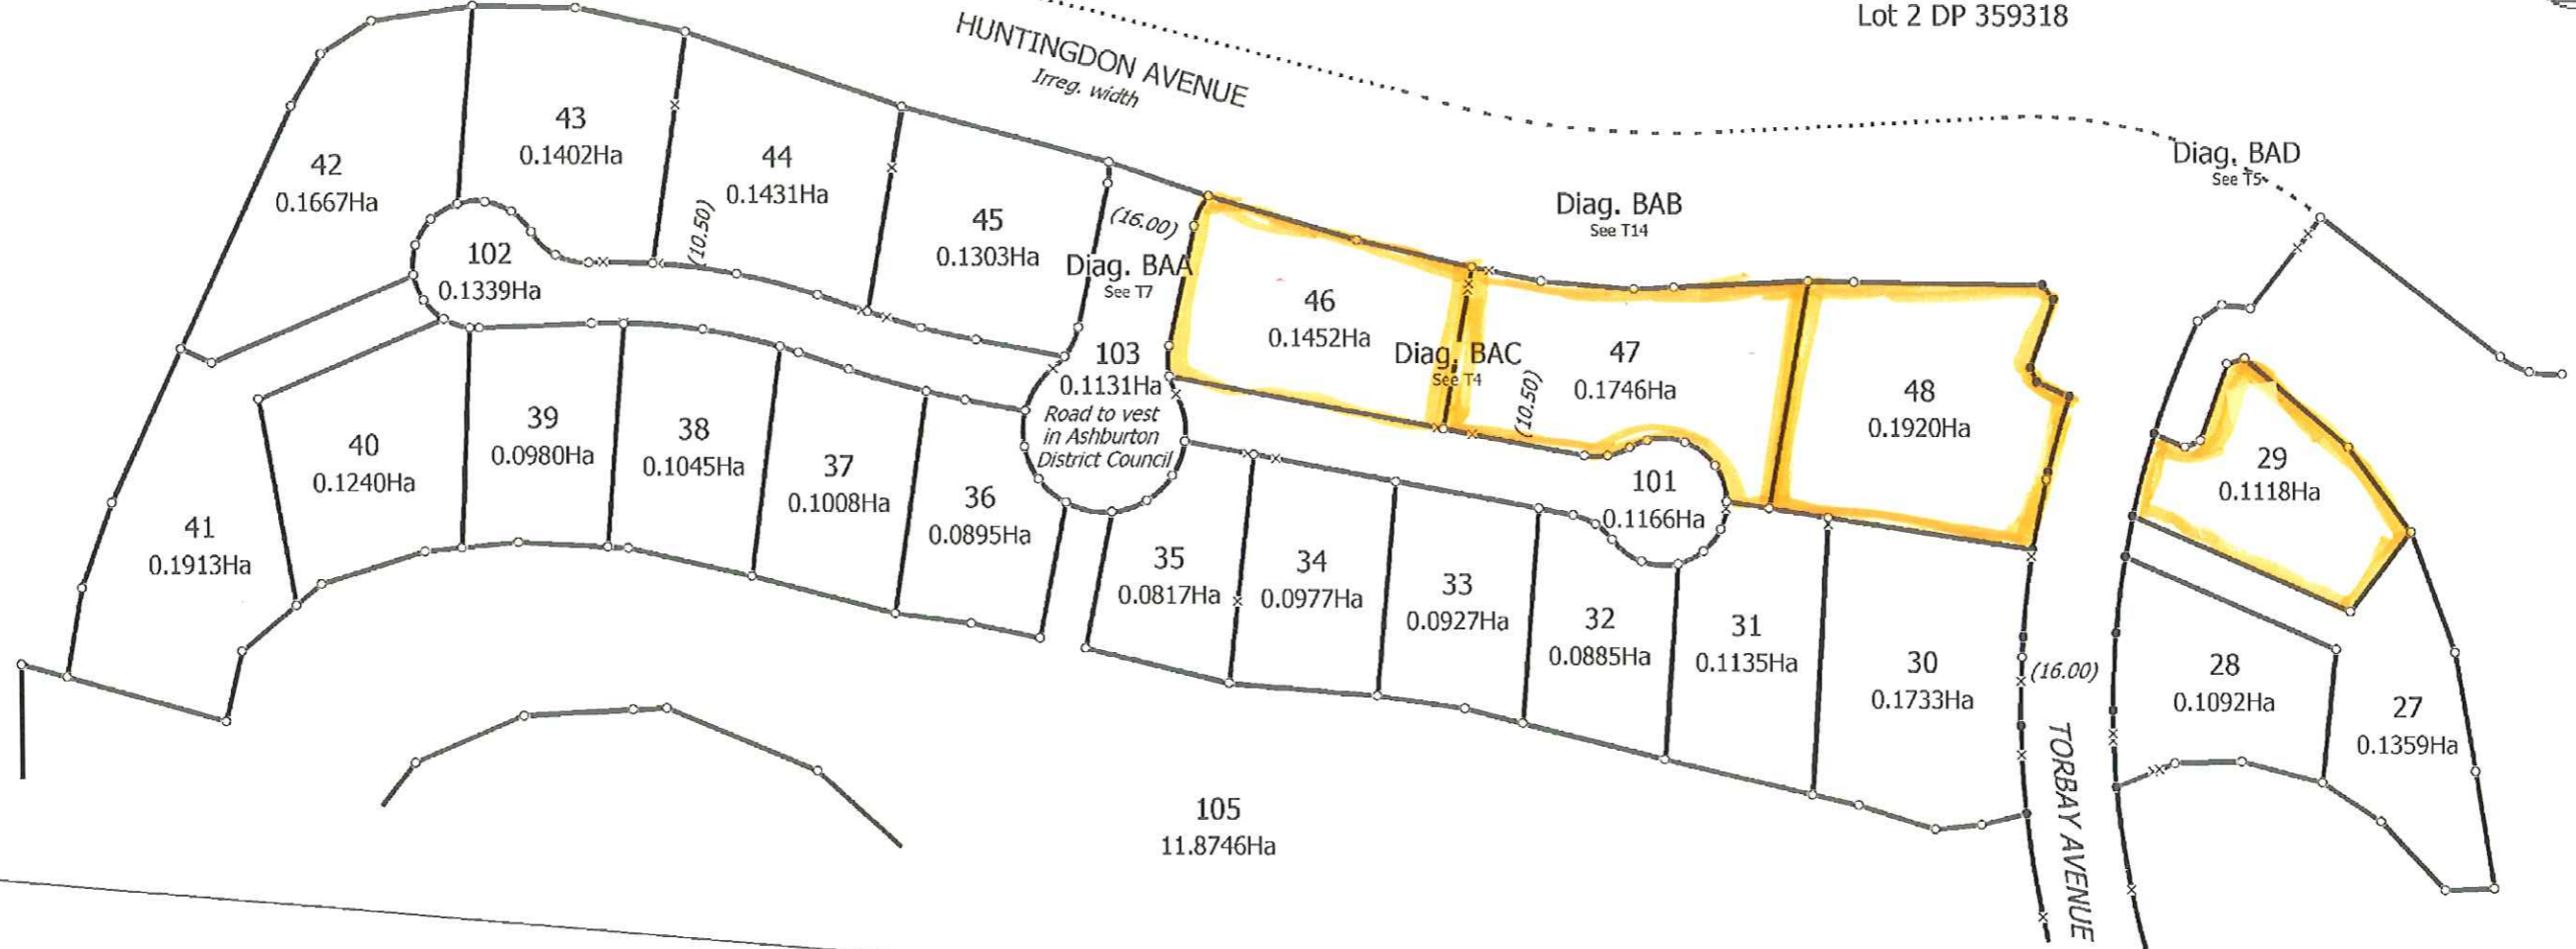 Lot 2 DP 359318
HUNTINGDON AVENUE
Irreg. width
Diag. BAD
See T5
Diag. BAB
See T14
42
0.1667Ha
43
0.1402Ha
44
0.1431Ha
(10.50)
45
0.1303Ha
(16.00)
Diag. BAA
See T7
102
0.1339Ha
103
0.1131Ha
Road to vest
in Ashburton
District Council
46
0.1452Ha
Diag. BAC
See T4
47
0.1746Ha
(10.50)
48
0.1920Ha
29
0.1118Ha
101
0.1166Ha
41
0.1913Ha
40
0.1240Ha
39
0.0980Ha
38
0.1045Ha
37
0.1008Ha
36
0.0895Ha
35
0.0817Ha
34
0.0977Ha
33
0.0927Ha
32
0.0885Ha
31
0.1135Ha
30
0.1733Ha
(16.00)
TORBAY AVENUE
28
0.1092Ha
27
0.1359Ha
105
11.8746Ha